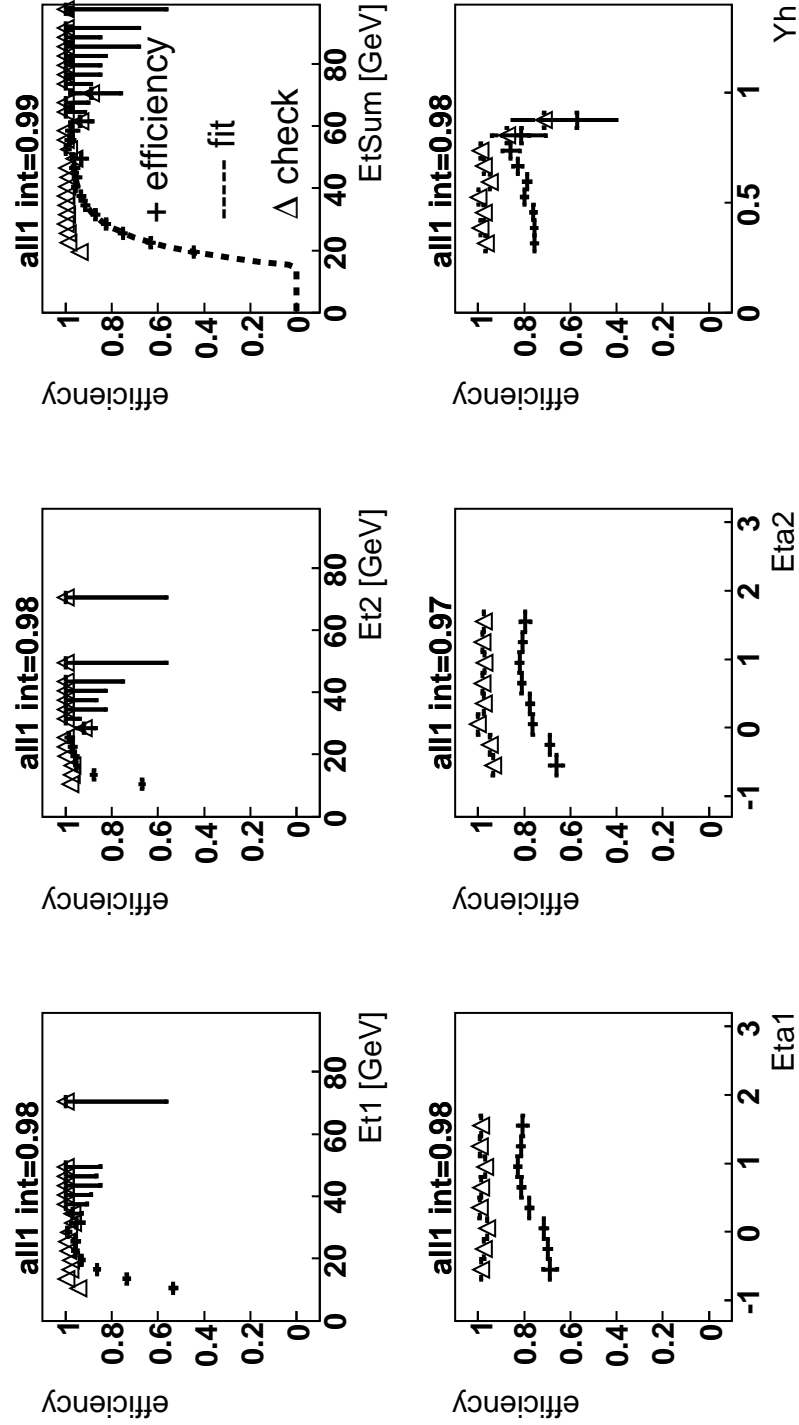 all1 int=0.98
efficiency
1
0.8
0.6
0.4
0.2
0
0 20 40 60 80
Et1 [GeV]
all1 int=0.98
efficiency
1
0.8
0.6
0.4
0.2
0
0 20 40 60 80
Et2 [GeV]
all1 int=0.99
efficiency
1
0.8
0.6
0.4
0.2
0
0 20 40 60 80
EtSum [GeV]
efficiency
fit
check
all1 int=0.98
efficiency
1
0.8
0.6
0.4
0.2
0
-1 0 1 2 3
Eta1
all1 int=0.97
efficiency
1
0.8
0.6
0.4
0.2
0
-1 0 1 2 3
Eta2
all1 int=0.98
efficiency
1
0.8
0.6
0.4
0.2
0
0 0.5 1
Yh